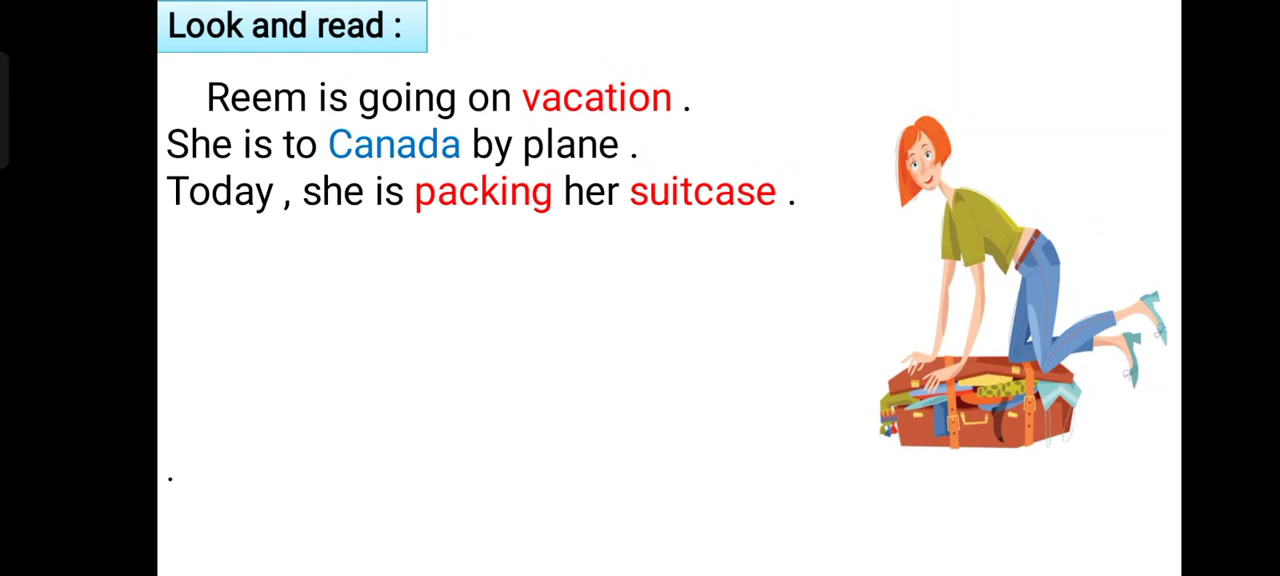 Look and read :
Reem is going on vacation .
She is to Canada by plane .
Today , she is packing her suitcase .
.